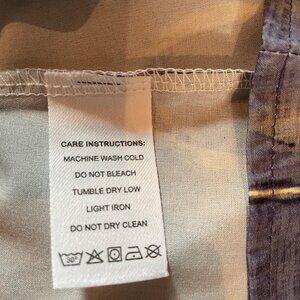 CARE INSTRUCTIONS:
MACHINE WASH COLD
DO NOT BLEACH
TUMBLE DRY LOW
LIGHT IRON
DO NOT DRY CLEAN